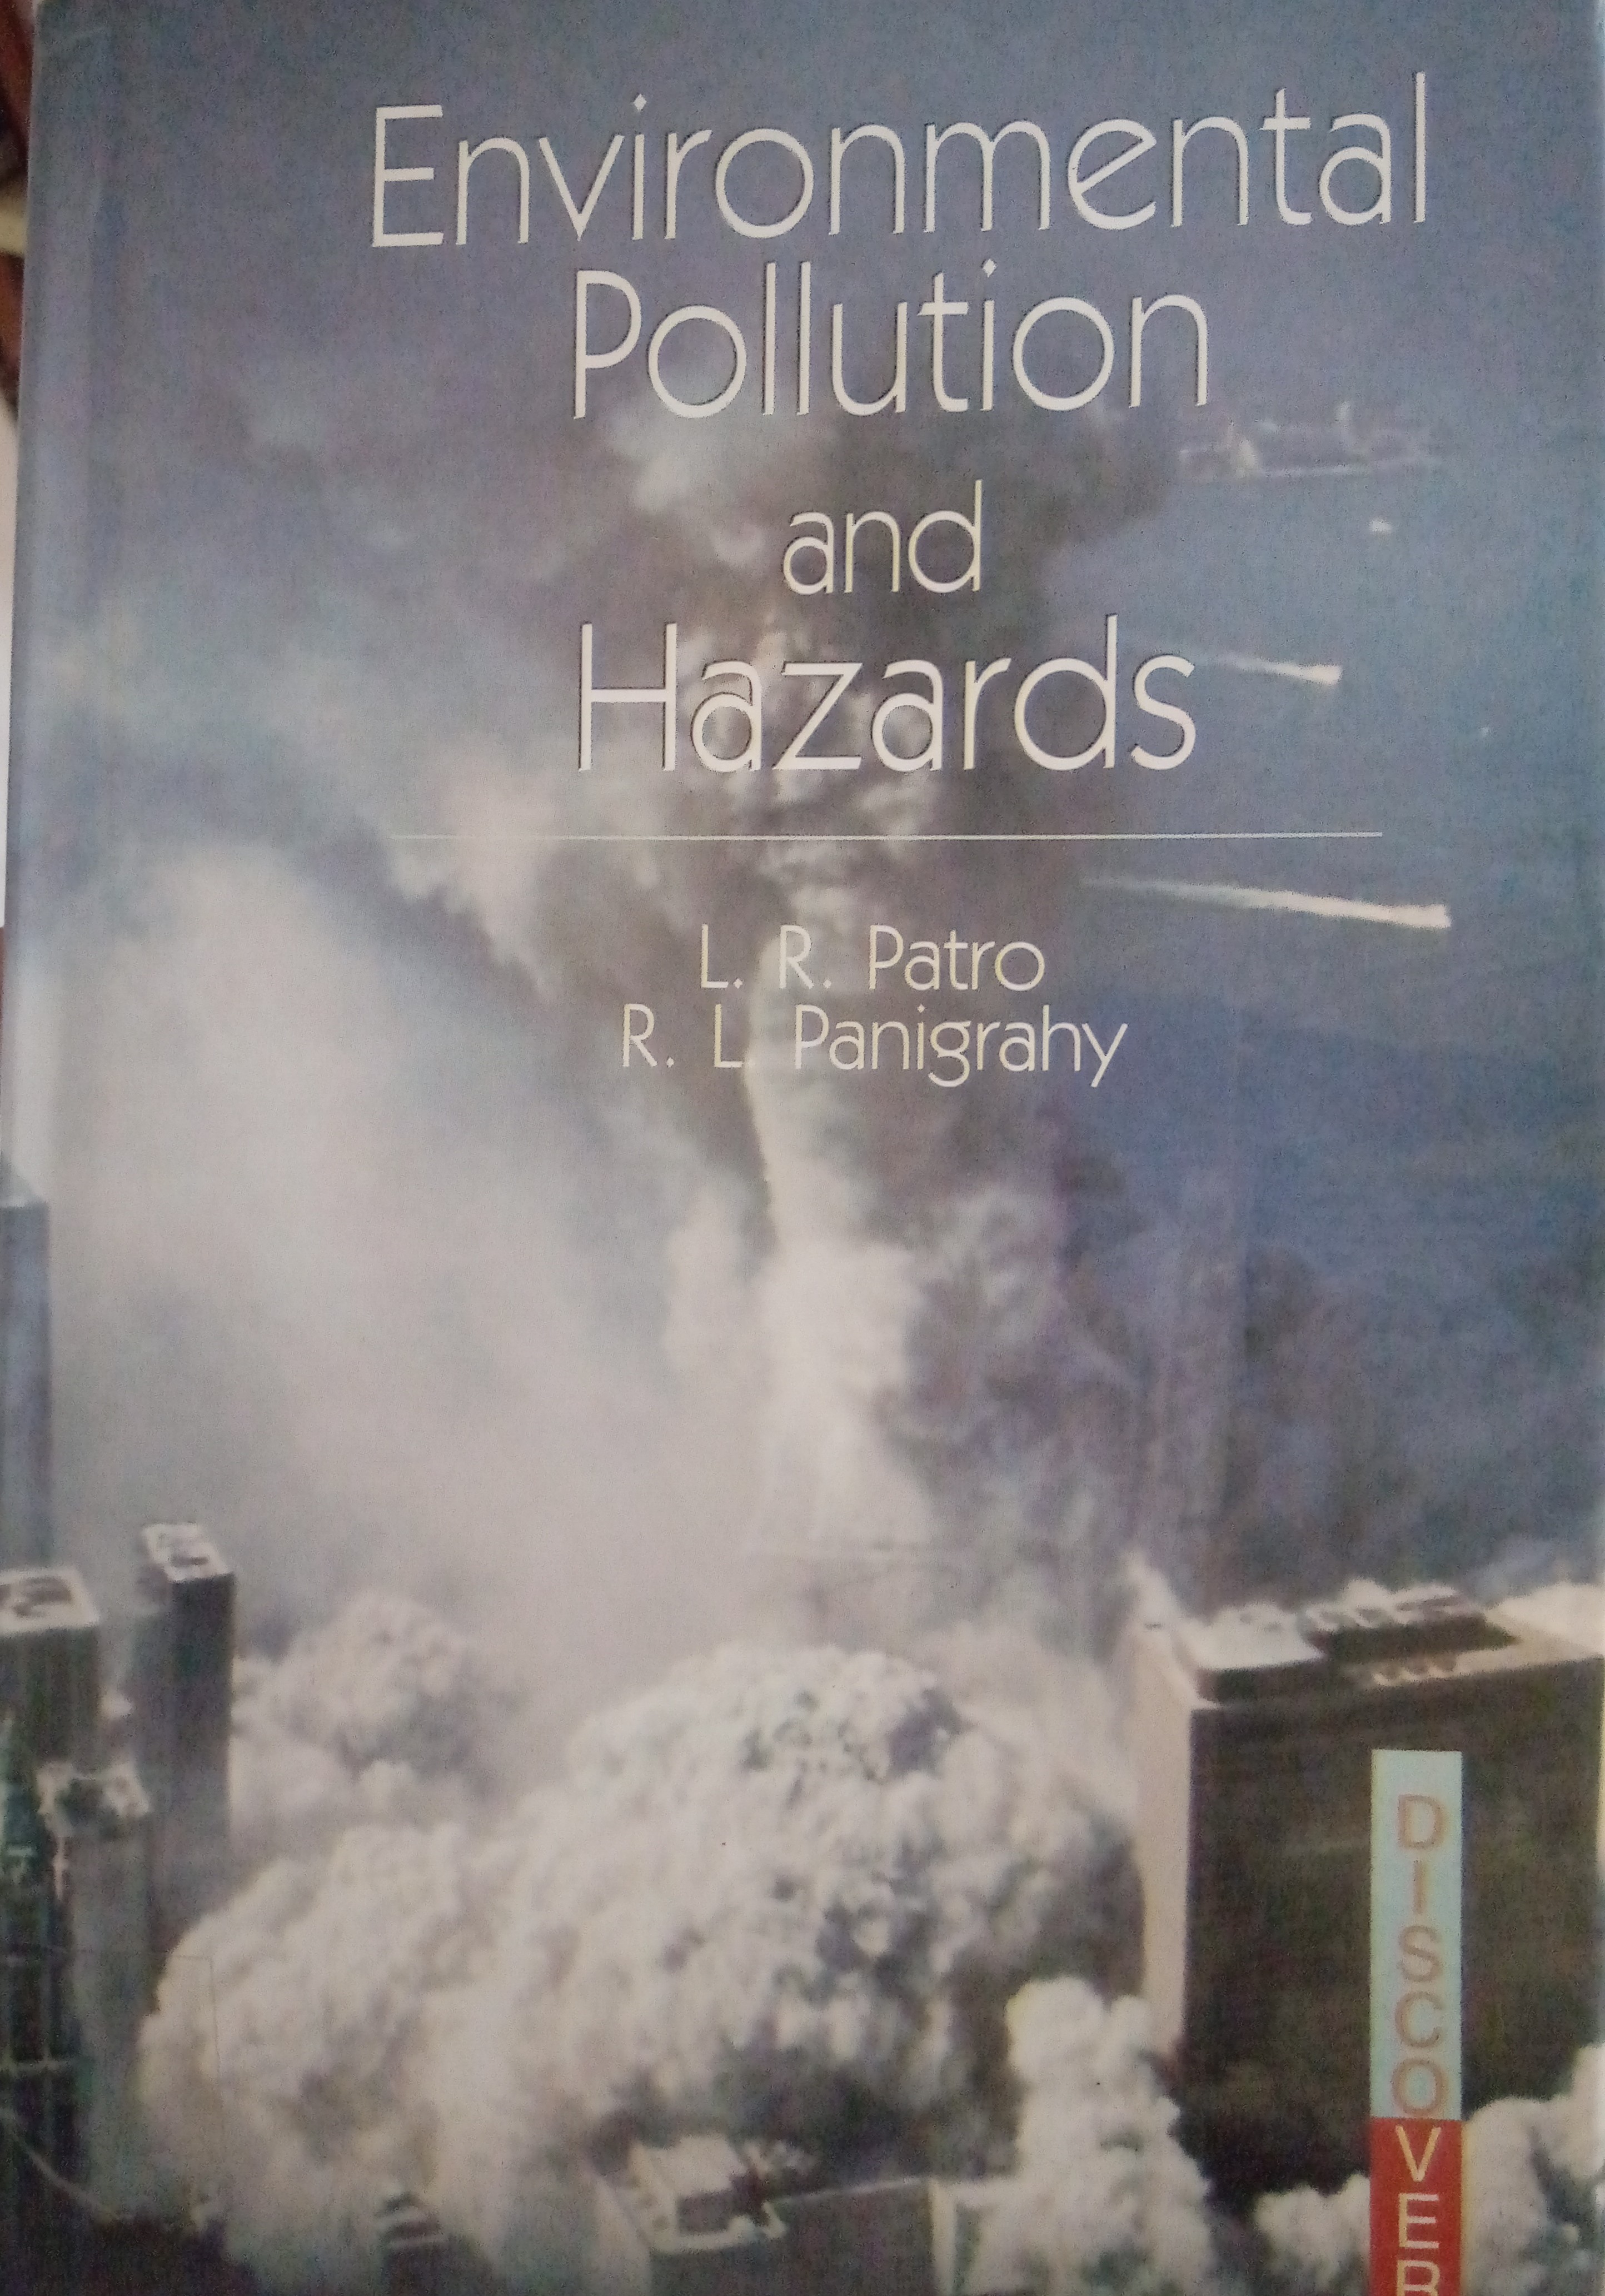 Environmental
Pollution
and
Hazards
L. R. Patro
R. L. Panigrahy
DISCOVER